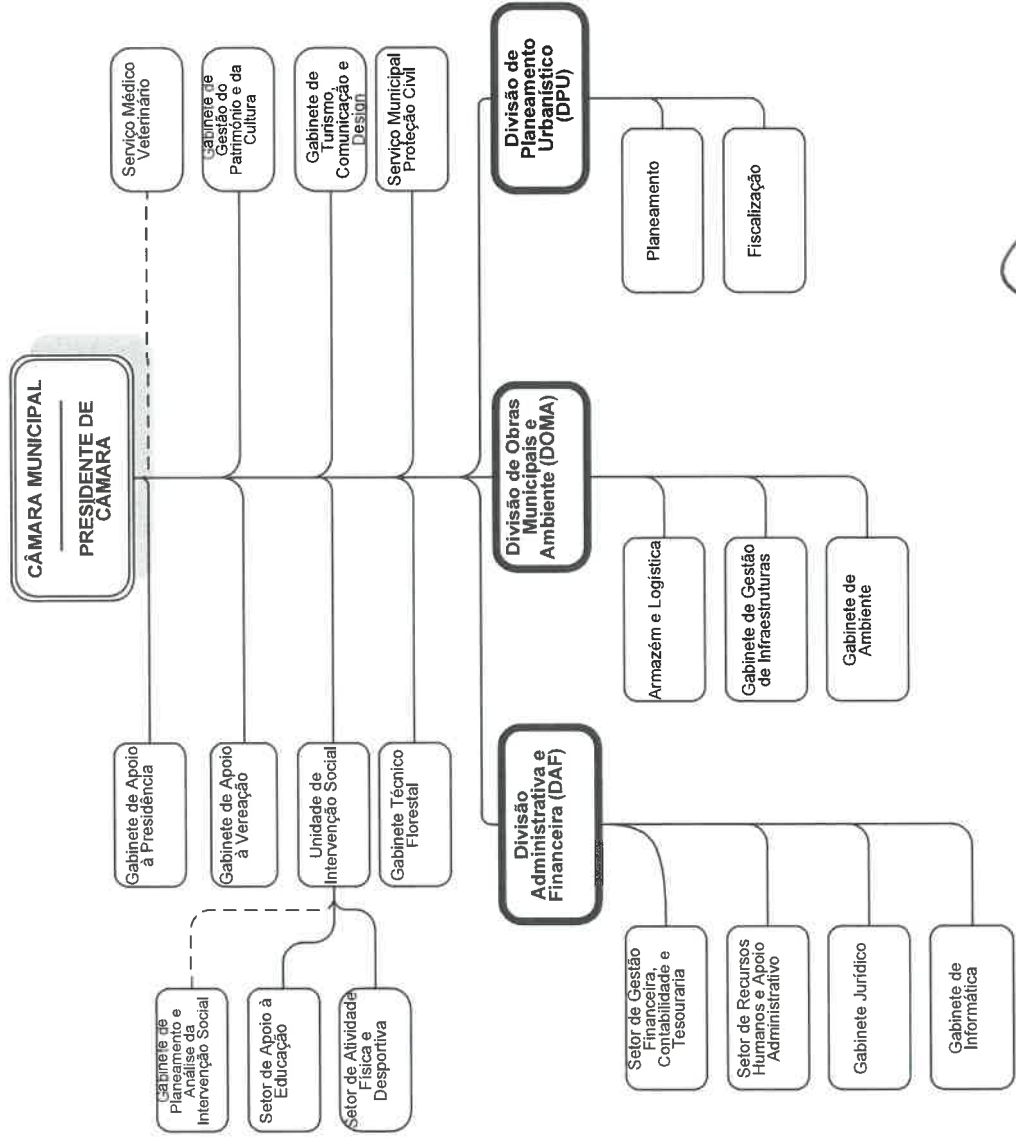 CÂMARA MUNICIPAL
PRESIDENTE DE
CÂMARA
Gabinete de Apoio
à Presidência
Serviço Médico
Veterinário
Gabinete de Apoio
à Vereação
Gabinete de
Gestão do
Património e da
Cultura
Unidade de
Intervenção Social
Gabinete de
Turismo,
Comunicação e
Design
Gabinete Técnico
Florestal
Serviço Municipal
Proteção Civil
Gabinete de
Planeamento e
Análise da
Intervenção Social
Setor de Apoio à
Educação
Setor de Atividade
Física e
Desportiva
Divisão
Administrativa e
Financeira (DAF)
Divisão de Obras
Municipais e
Ambiente (DOMA)
Divisão de
Planeamento
Urbanístico
(DPU)
Setor de Gestão
Financeira,
Contabilidade e
Tesouraria
Setor de Recursos
Humanos e Apoio
Administrativo
Gabinete Jurídico
Gabinete de
Informática
Armazém e Logística
Gabinete de Gestão
de Infraestruturas
Gabinete de
Ambiente
Planeamento
Fiscalização